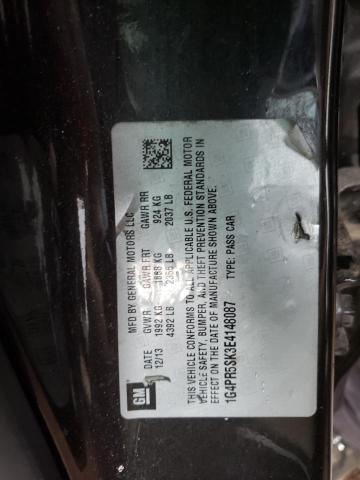 GM
MFD BY GENERAL MOTORS LLC
DATE GVWR GAWR FRT GAWR RR
12/13 1992 KG 1068 KG 924 KG
4392 LB 2355 LB 2037 LB
THIS VEHICLE CONFORMS TO ALL APPLICABLE U.S. FEDERAL MOTOR
VEHICLE SAFETY, BUMPER, AND THEFT PREVENTION STANDARDS IN
EFFECT ON THE DATE OF MANUFACTURE SHOWN ABOVE.
1G4PR5SK3E4148087 TYPE: PASS CAR